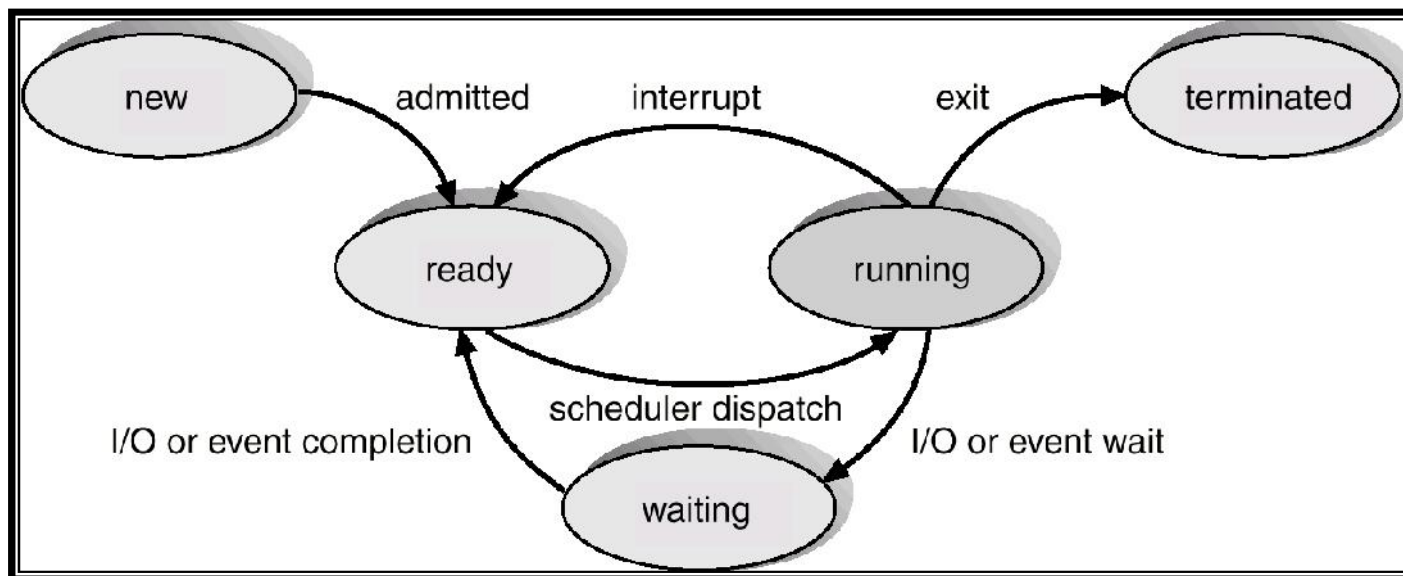 new
admitted
interrupt
exit
terminated
ready
running
scheduler dispatch
I/O or event completion
I/O or event wait
waiting